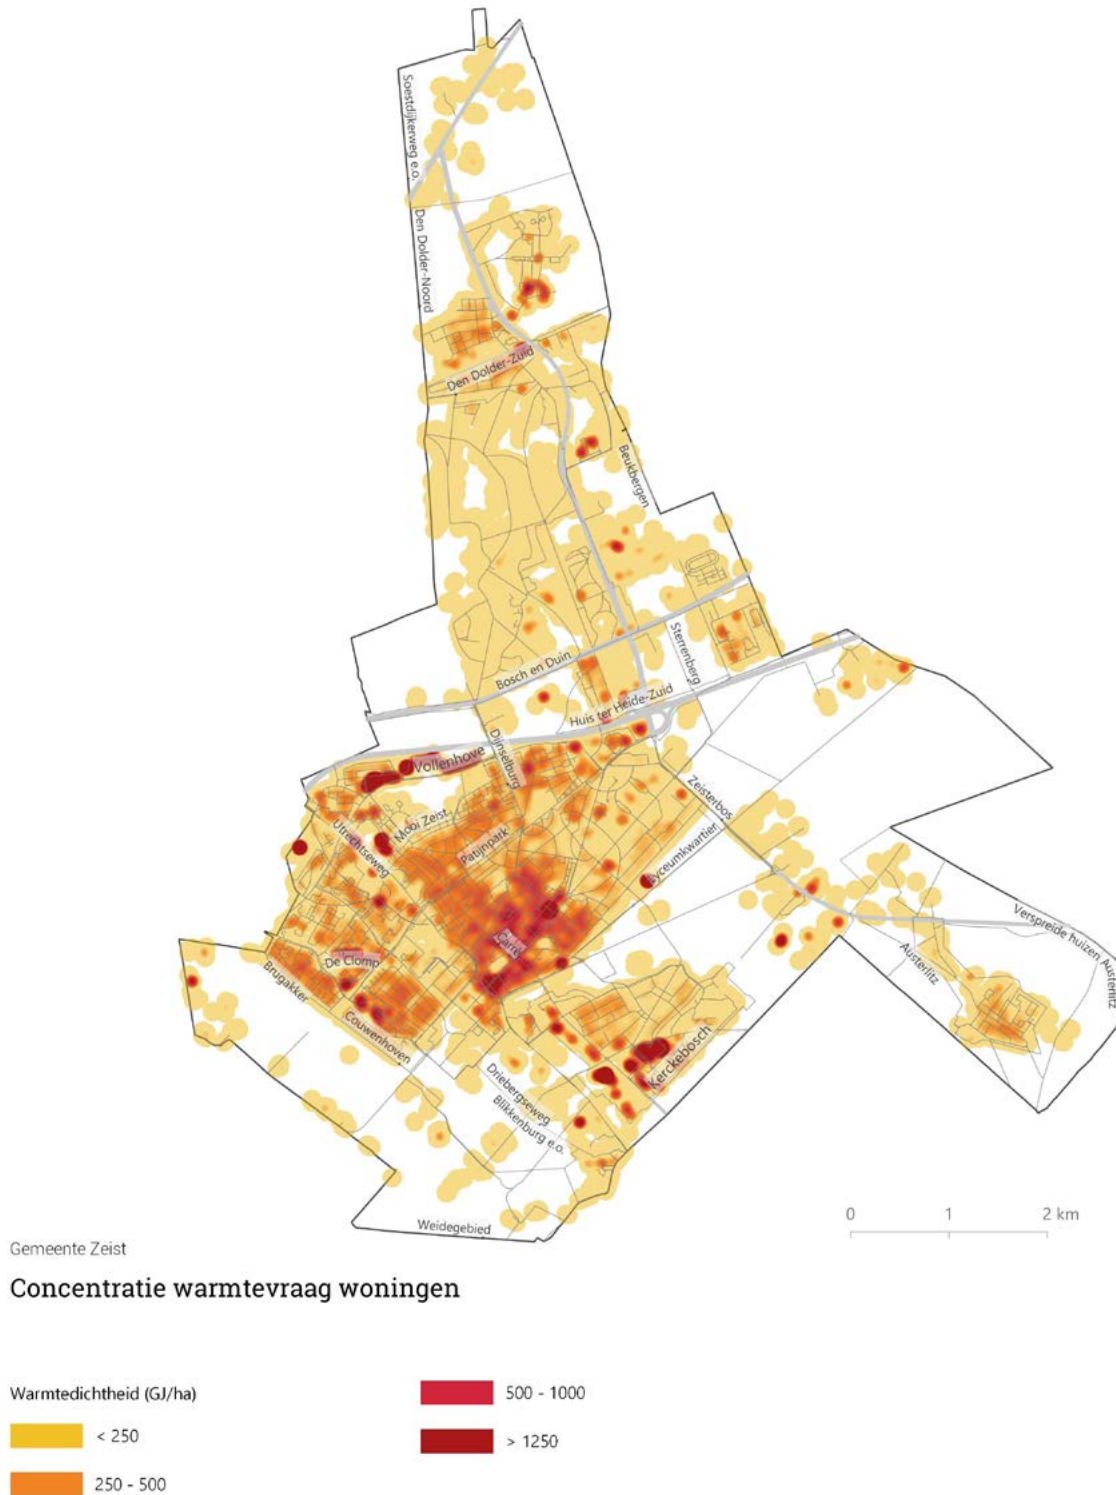 Soestdijkerweg e.o.
Den Dolder-Noord
Den Dolder-Zuid
Beukbergen
Sterrenberg
Bosch en Duin
Huis ter Heide-Zuid
Vollenhove
Dijnselburg
Mooi Zeist
Utrechtseweg
Patijnpark
Zeisterbos
Lyceumkwartier
Carré
De Clomp
Brugakker
Couwenhoven
Verspreide huizen Austerlitz
Austerlitz
Kerckebosch
Driebergseweg
Blikkenburg e.o.
Weidegebied
0 1 2 km
Gemeente Zeist
Concentratie warmtevraag woningen
Warmtedichtheid (GJ/ha)
< 250
250 - 500
500 - 1000
> 1250